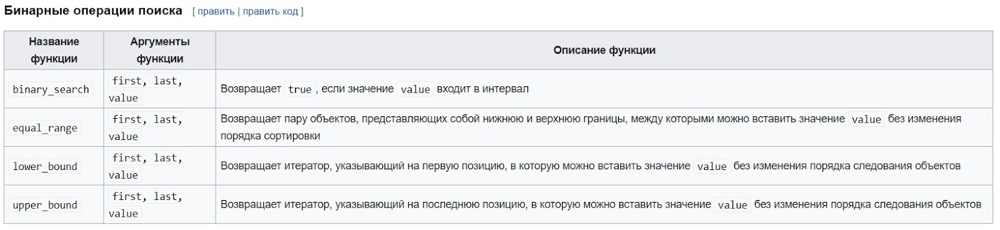 Бинарные операции поиска [ править | править код ]
Название функции Аргументы функции Описание функции
binary_search first, last, value Возвращает true , если значение value входит в интервал
equal_range first, last, value Возвращает пару объектов, представляющих собой нижнюю и верхнюю границы, между которыми можно вставить значение value без изменения порядка сортировки
lower_bound first, last, value Возвращает итератор, указывающий на первую позицию, в которую можно вставить значение value без изменения порядка следования объектов
upper_bound first, last, value Возвращает итератор, указывающий на последнюю позицию, в которую можно вставить значение value без изменения порядка следования объектов